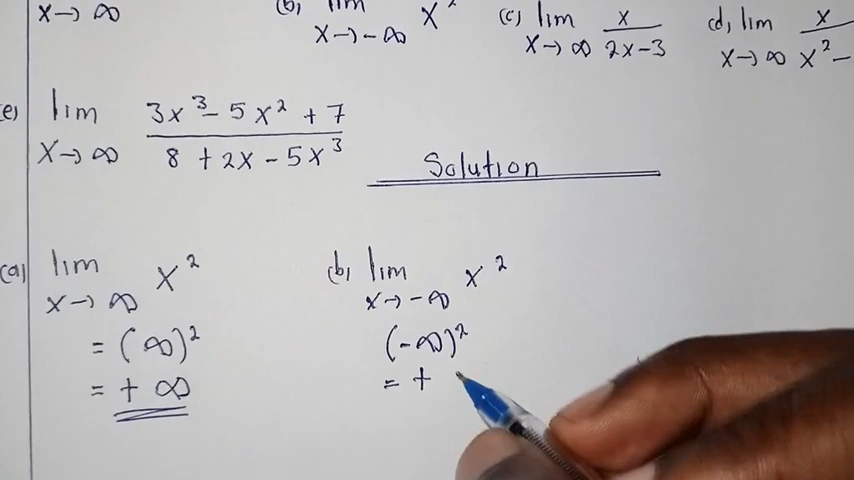 x → ∞
(b) lim x → -∞ x²
(c) lim x → ∞ x / 2x - 3
(d) lim x → ∞ x / x² -
(e) lim x → ∞ 3x³ - 5x² + 7 / 8 + 2x - 5x³
Solution
(a) lim x → ∞ x²
= (∞)²
= + ∞
(b) lim x → -∞ x²
(-∞)²
= +